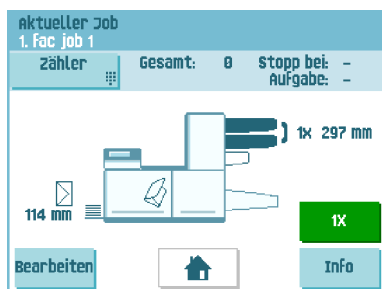 Aktueller Job
1. Fac job 1
Zähler
Gesamt: 0
Stopp bei: -
Aufgabe: -
1x 297 mm
114 mm
1X
Bearbeiten
Info